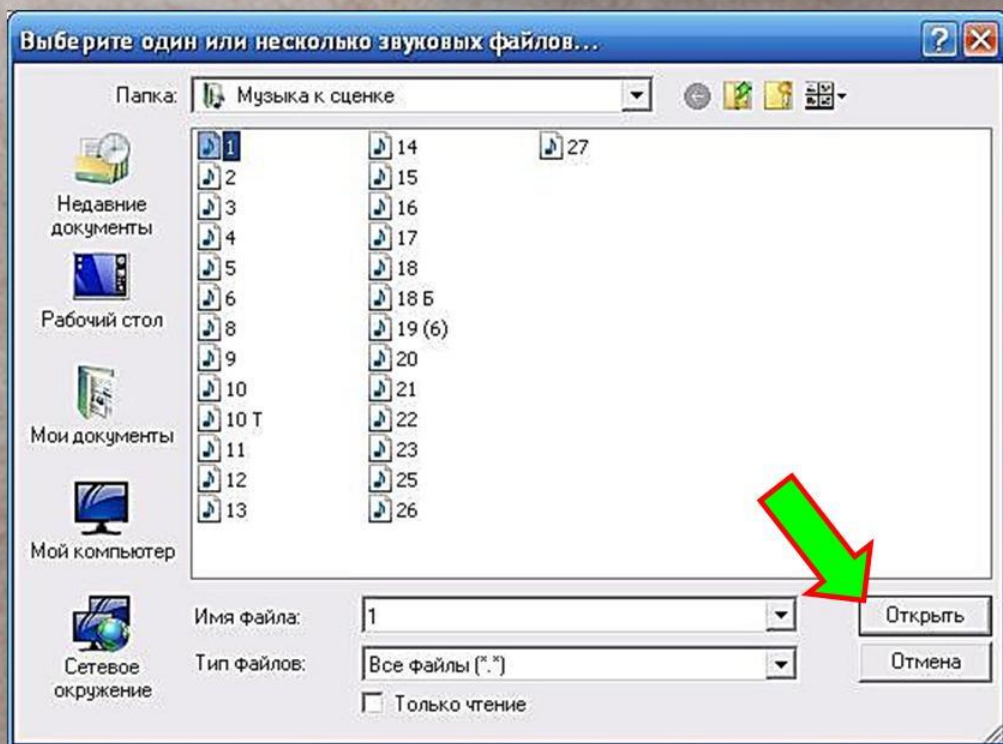 Выберите один или несколько звуковых файлов...
Папка: Музыка к сценке
1
2
3
4
5
6
8
9
10
10 Т
11
12
13
14
15
16
17
18
18 Б
19 (6)
20
21
22
23
25
26
27
Недавние
документы
Рабочий стол
Мои документы
Мой компьютер
Сетевое
окружение
Имя файла: 1 Открыть
Тип файлов: Все файлы (*.*) Отмена
Только чтение